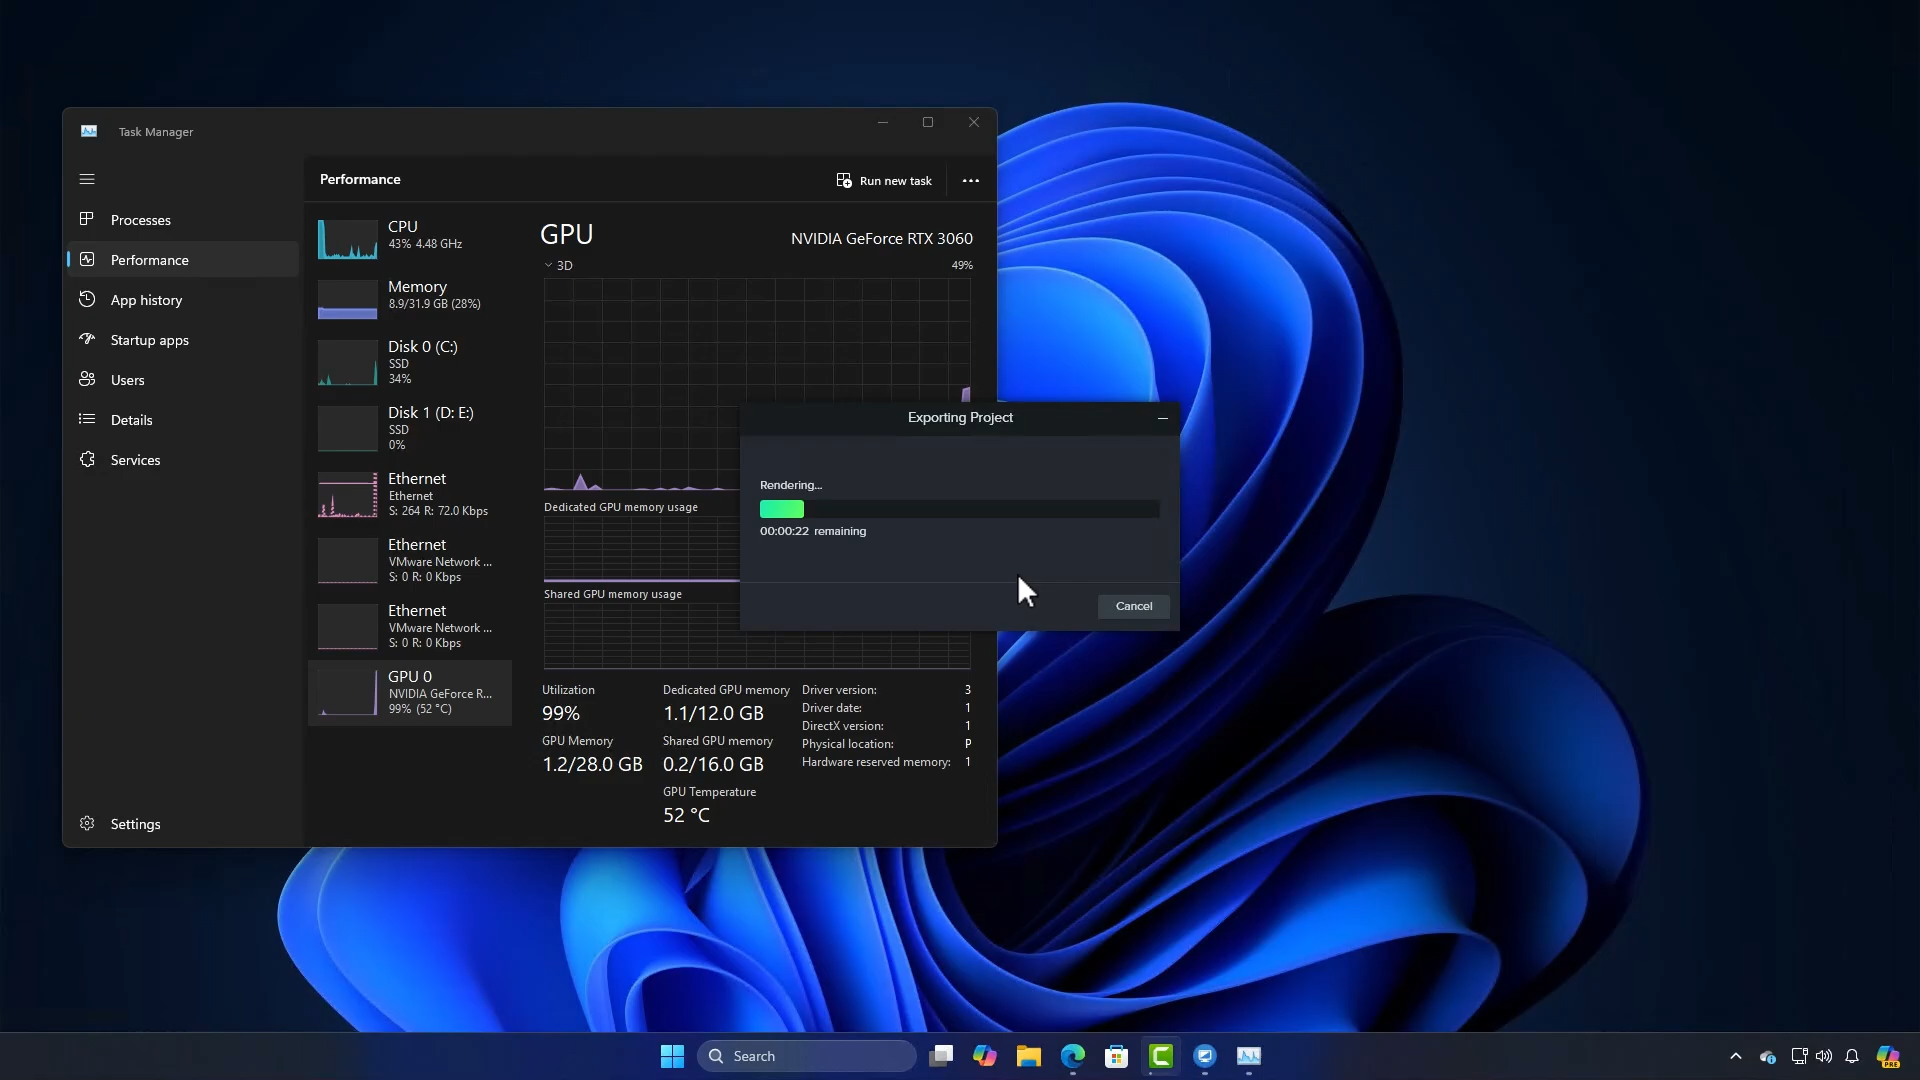 Task Manager
Performance
Run new task
Processes
Performance
App history
Startup apps
Users
Details
Services
Settings
CPU
43% 4.48 GHz
Memory
8.9/31.9 GB (28%)
Disk 0 (C:)
SSD
34%
Disk 1 (D: E:)
SSD
0%
Ethernet
Ethernet
S: 264 R: 72.0 Kbps
Ethernet
VMware Network ...
S: 0 R: 0 Kbps
Ethernet
VMware Network ...
S: 0 R: 0 Kbps
GPU 0
NVIDIA GeForce R...
99% (52 °C)
GPU
NVIDIA GeForce RTX 3060
3D
49%
Dedicated GPU memory usage
Shared GPU memory usage
Utilization
99%
GPU Memory
1.2/28.0 GB
Dedicated GPU memory
1.1/12.0 GB
Shared GPU memory
0.2/16.0 GB
GPU Temperature
52 °C
Driver version: 3
Driver date: 1
DirectX version: 1
Physical location: P
Hardware reserved memory: 1
Exporting Project
Rendering...
00:00:22 remaining
Cancel
Search
PRE